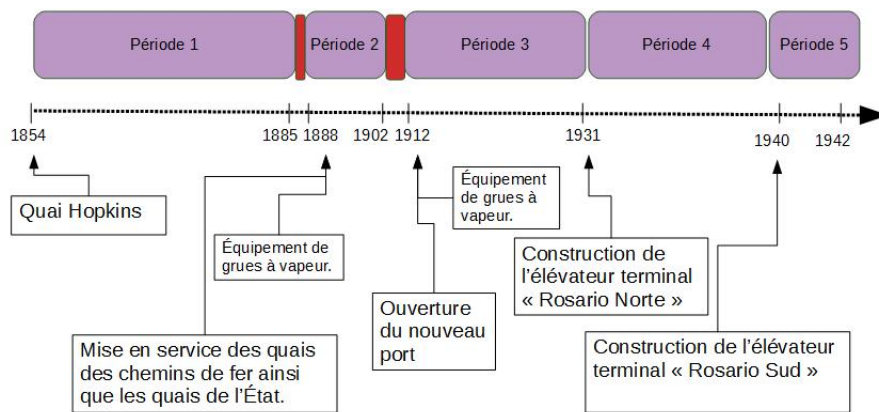 Période 1
Période 2
Période 3
Période 4
Période 5
1854
1885
1888
1902
1912
1931
1940
1942
Quai Hopkins
Équipement de
grues à vapeur.
Mise en service des quais
des chemins de fer ainsi
que les quais de l’État.
Équipement
de grues à
vapeur.
Ouverture
du nouveau
port
Construction de
l’élévateur terminal
« Rosario Norte »
Construction de l’élévateur
terminal « Rosario Sud »